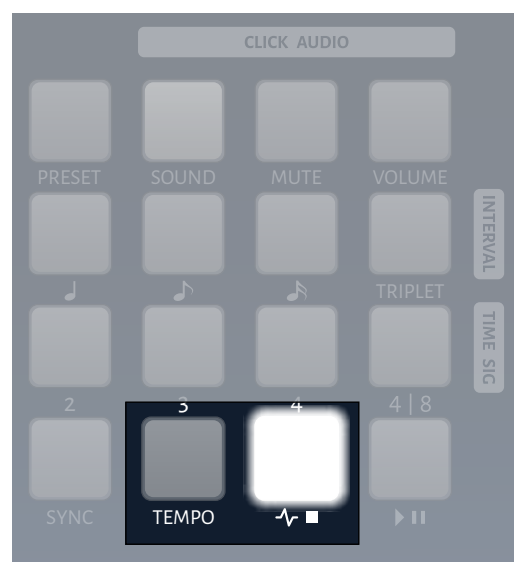 CLICK AUDIO
PRESET SOUND MUTE VOLUME
INTERVAL
TRIPLET
TIME SIG
2 3 4 4 | 8
SYNC TEMPO